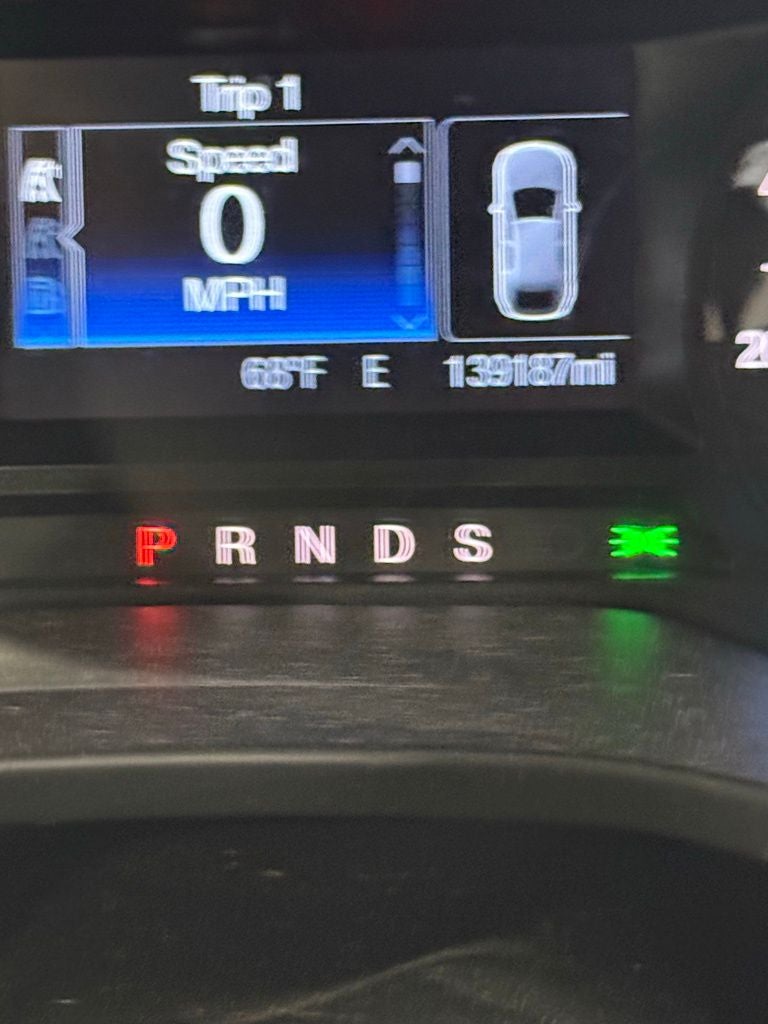 Trip 1
Speed
0
MPH
68°F E 139187mi
P R N D S